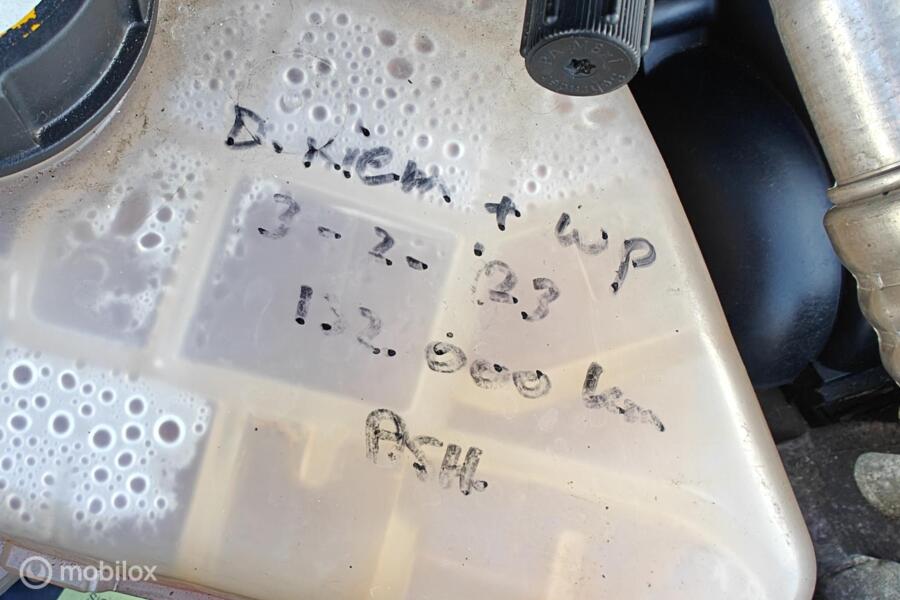 D.riem + WP
3-2-.23
132.000 km
ASH.
mobilox